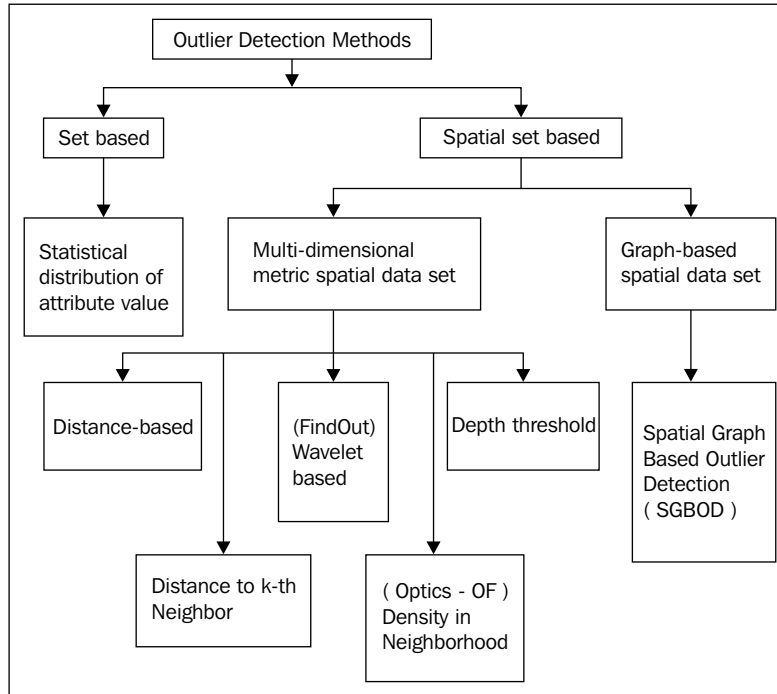 Outlier Detection Methods
Set based
Spatial set based
Statistical
distribution of
attribute value
Multi-dimensional
metric spatial data set
Graph-based
spatial data set
Distance-based
(FindOut)
Wavelet
based
Depth threshold
Spatial Graph
Based Outlier
Detection
( SGBOD )
Distance to k-th
Neighbor
( Optics - OF )
Density in
Neighborhood